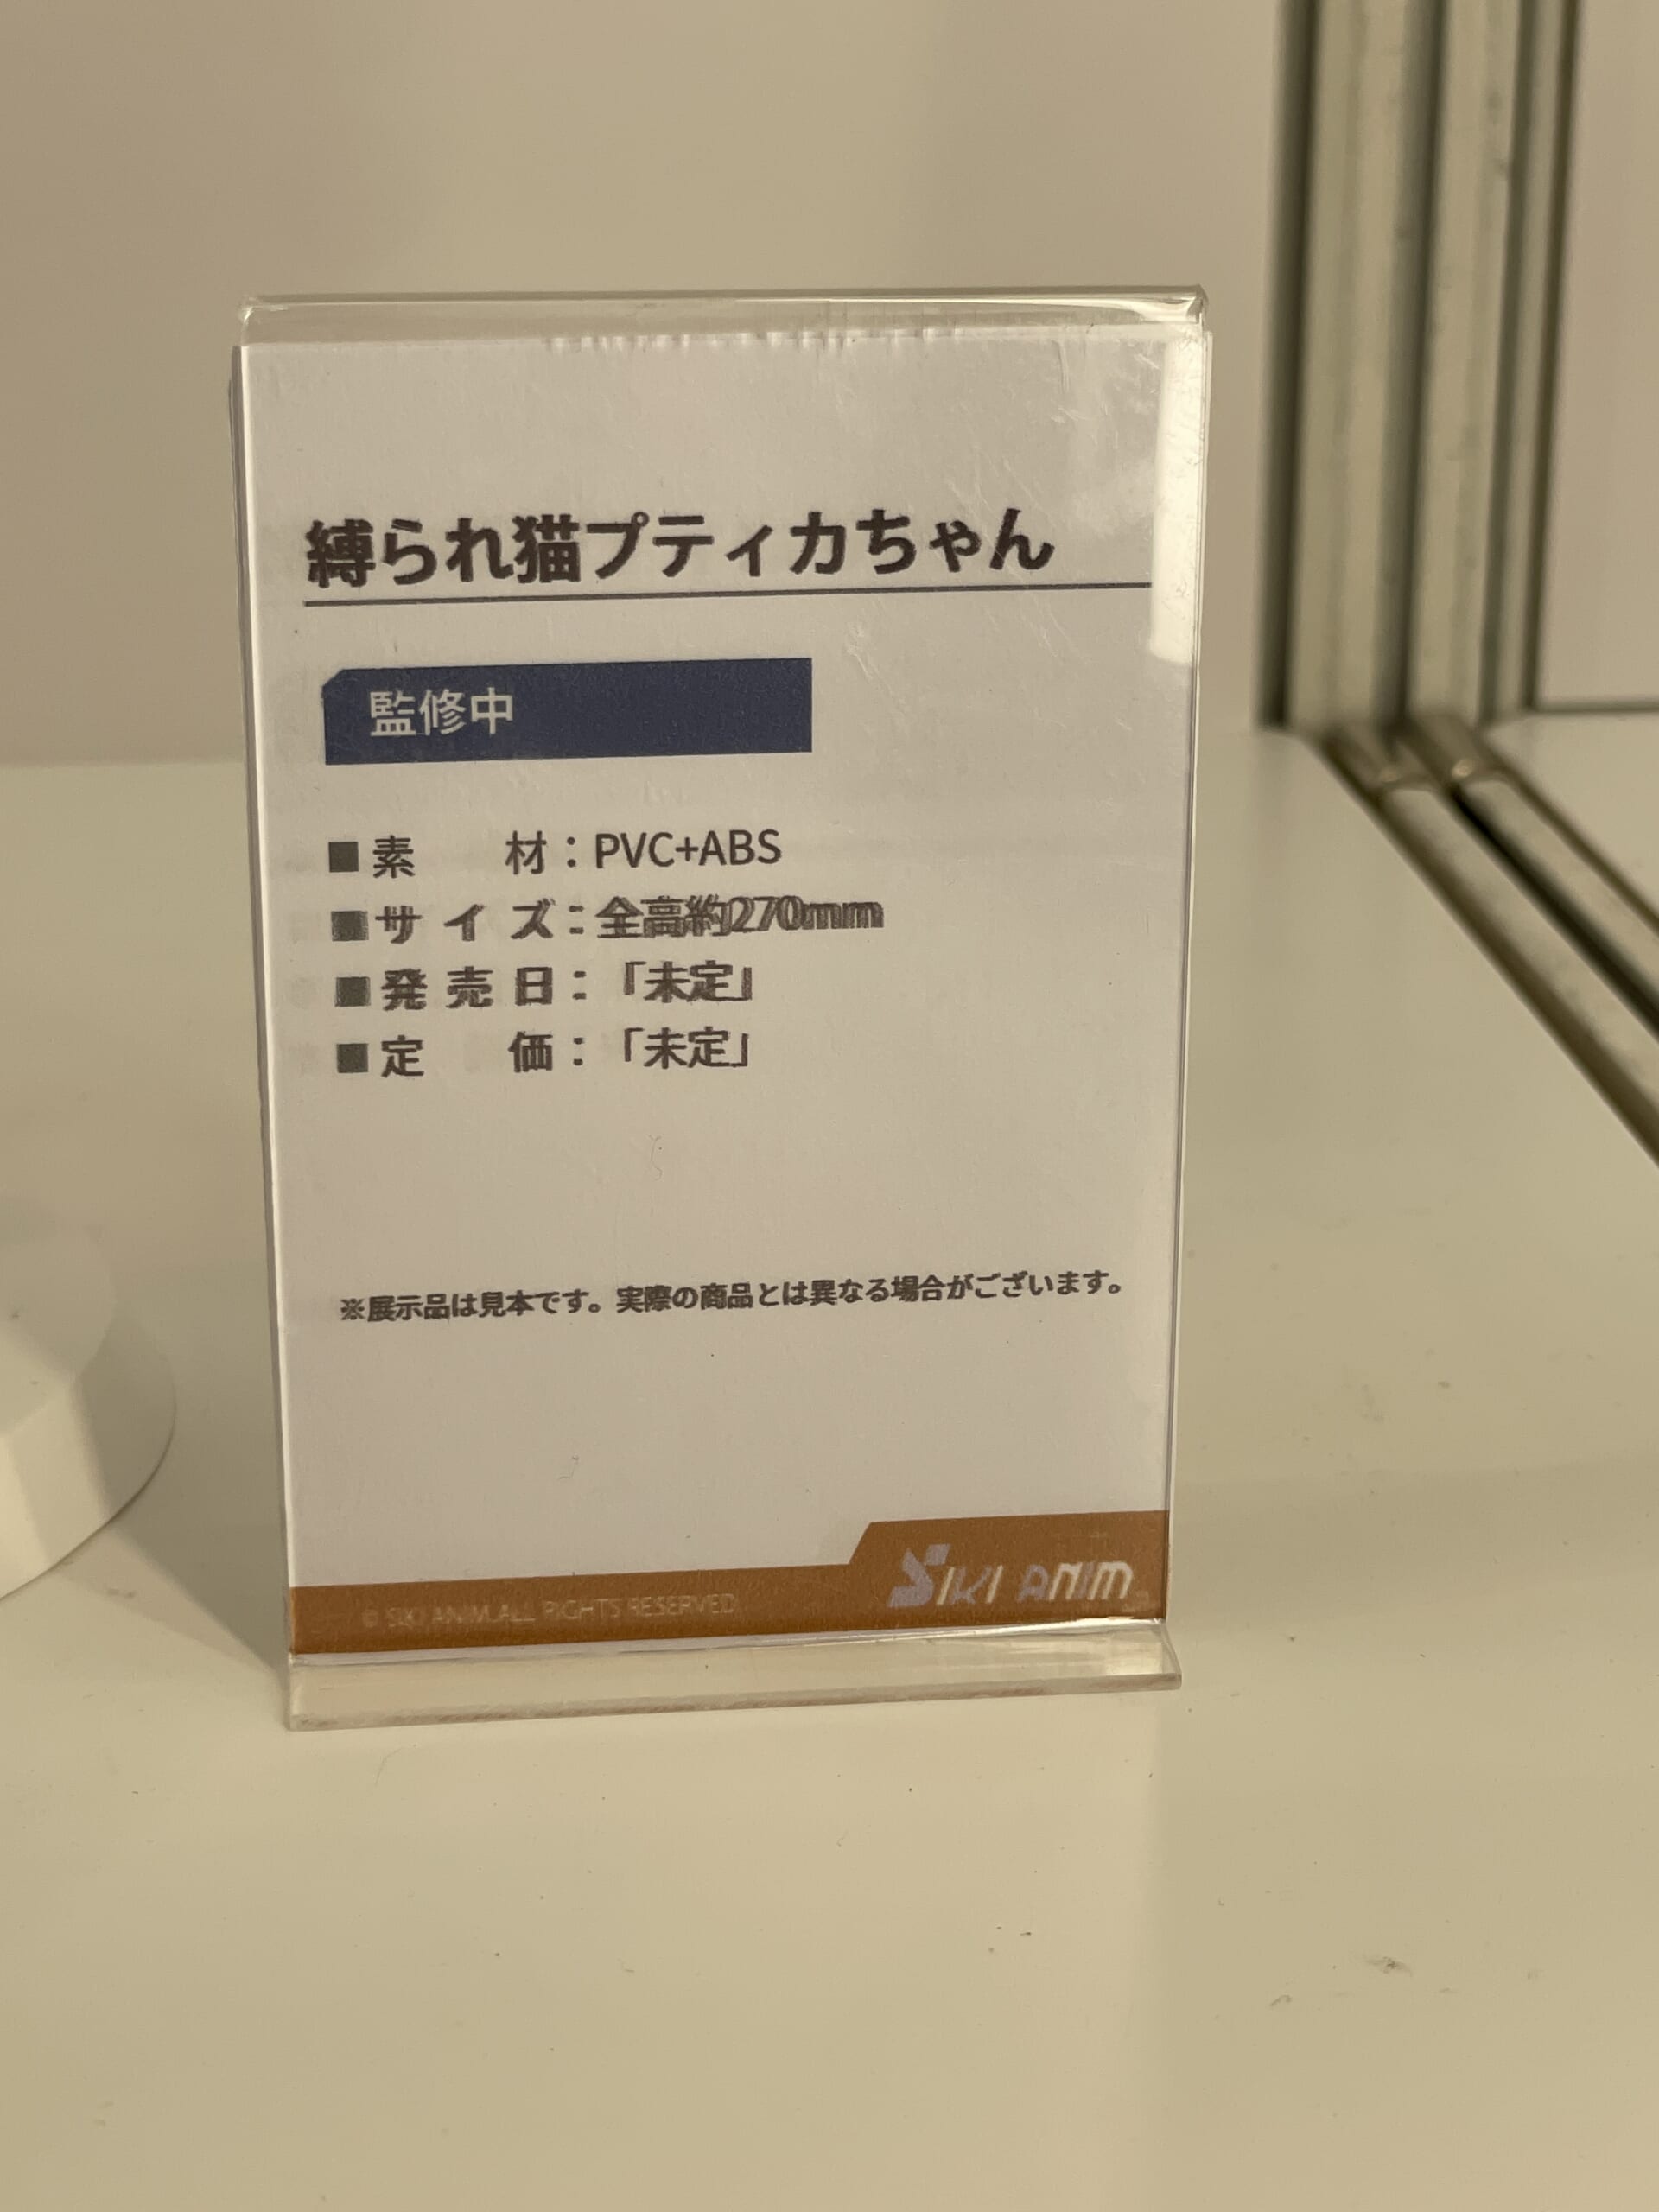 縛られ猫プティカちゃん
監修中
■素　　材：PVC+ABS
■サ イ ズ：全高約270mm
■発 売 日：「未定」
■定　　価：「未定」
※展示品は見本です。実際の商品とは異なる場合がございます。
© SIKI ANIM.ALL RIGHTS RESERVED
SIKI ANIM